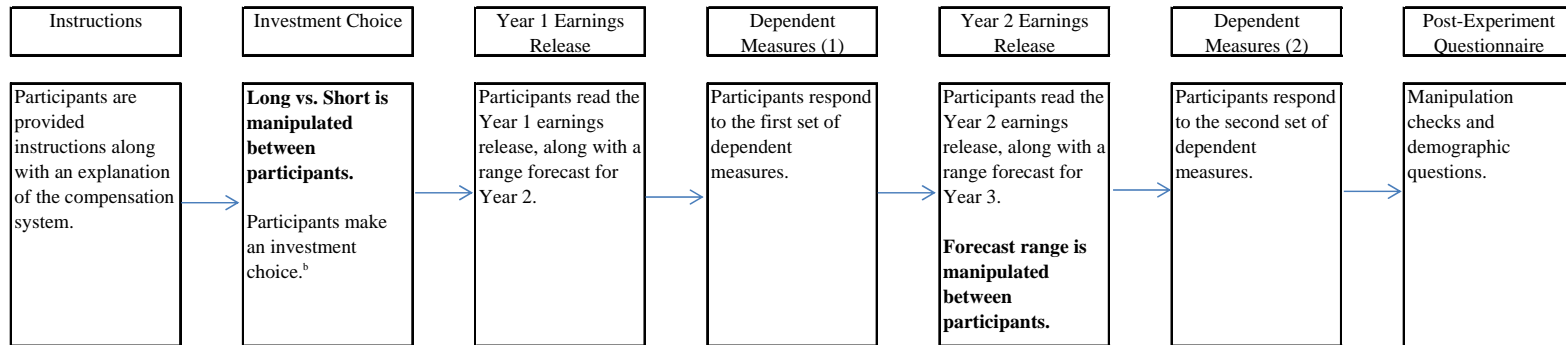 Instructions
Investment Choice
Year 1 Earnings
Release
Dependent
Measures (1)
Year 2 Earnings
Release
Dependent
Measures (2)
Post-Experiment
Questionnaire
Participants are
provided
instructions along
with an explanation
of the compensation
system.
Long vs. Short is
manipulated
between
participants.
Participants make
an investment
choice.ᵇ
Participants read the
Year 1 earnings
release, along with a
range forecast for
Year 2.
Participants respond
to the first set of
dependent
measures.
Participants read the
Year 2 earnings
release, along with a
range forecast for
Year 3.
Forecast range is
manipulated
between
participants.
Participants respond
to the second set of
dependent
measures.
Manipulation
checks and
demographic
questions.